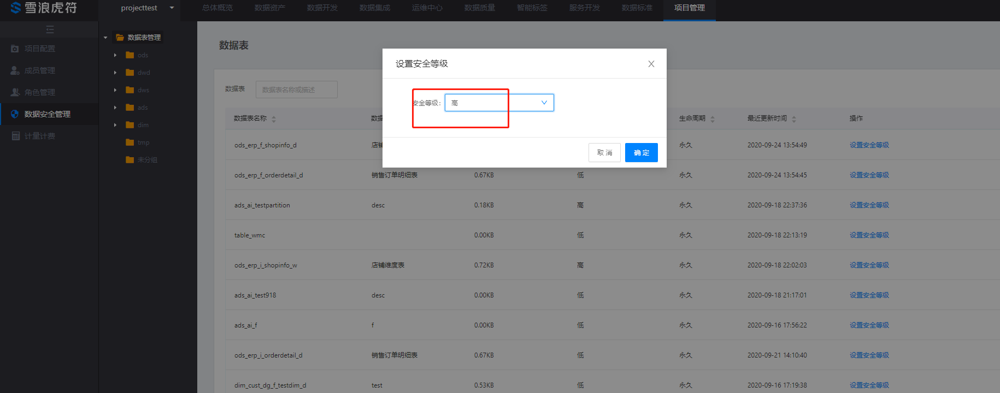 雪浪虎符
projecttest
总体概览 数据资产 数据开发 数据集成 运维中心 数据质量 智能标签 服务开发 数据标准 项目管理
项目配置
成员管理
角色管理
数据安全管理
计量计费
数据表管理
ods
dwd
dws
ads
dim
tmp
未分组
数据表
设置安全等级
安全等级: 高
取 消 确 定
数据表 数据表名称或描述
数据表名称 数据 生命周期 最近更新时间 操作
ods_erp_f_shopinfo_d 店铺 永久 2020-09-24 13:54:49 设置安全等级
ods_erp_f_orderdetail_d 销售订单明细表 0.67KB 低 永久 2020-09-24 13:54:45 设置安全等级
ads_ai_testpartition desc 0.18KB 高 永久 2020-09-18 22:37:36 设置安全等级
table_wmc 0.00KB 低 永久 2020-09-18 22:13:19 设置安全等级
ods_erp_i_shopinfo_w 店铺维度表 0.72KB 高 永久 2020-09-18 22:02:03 设置安全等级
ads_ai_test918 desc 0.00KB 低 永久 2020-09-18 21:17:01 设置安全等级
ads_ai_f f 0.00KB 低 永久 2020-09-16 17:56:22 设置安全等级
ods_erp_i_orderdetail_d 销售订单明细表 0.67KB 低 永久 2020-09-21 14:10:40 设置安全等级
dim_cust_dg_f_testdim_d test 0.53KB 低 永久 2020-09-16 17:19:38 设置安全等级